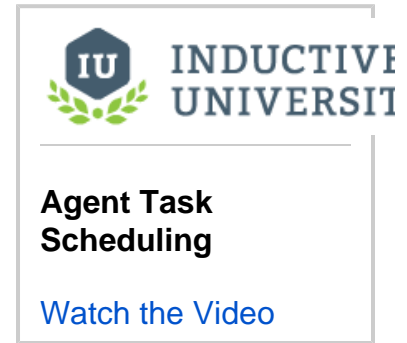 IU
INDUCTIVE
UNIVERSIT
Agent Task
Scheduling
Watch the Video